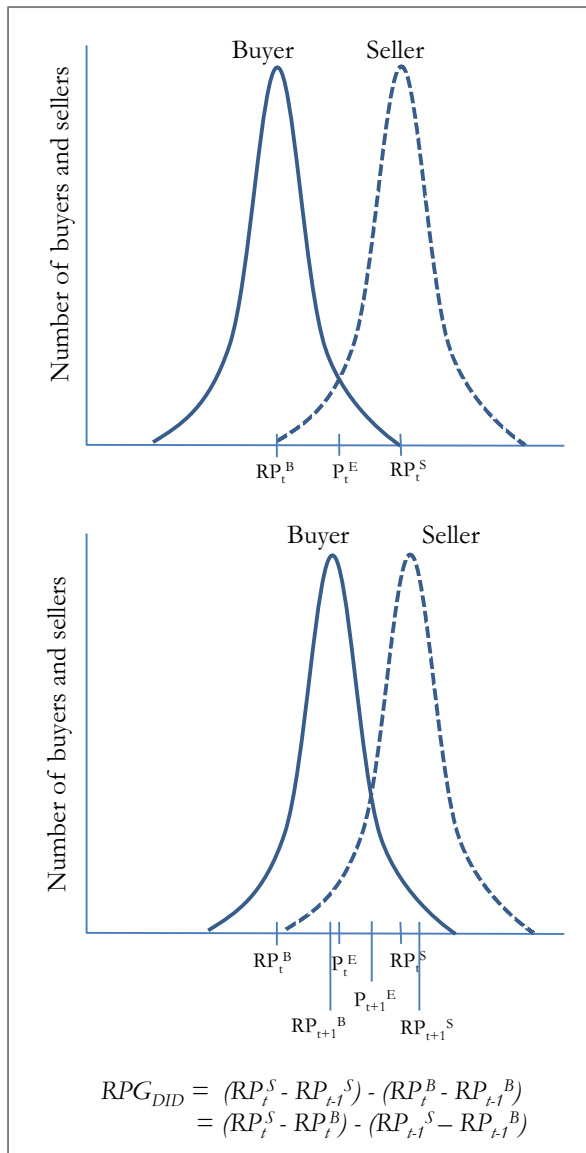 Buyer Seller
Number of buyers and sellers
RPₜᴮ Pₜᴱ RPₜˢ
Buyer Seller
Number of buyers and sellers
RPₜᴮ Pₜᴱ RPₜˢ
Pₜ₊₁ᴱ
RPₜ₊₁ᴮ RPₜ₊₁ˢ
RPG_DID = (RPₜˢ - RPₜ₋₁ˢ) - (RPₜᴮ - RPₜ₋₁ᴮ)
= (RPₜˢ - RPₜᴮ) - (RPₜ₋₁ˢ – RPₜ₋₁ᴮ)